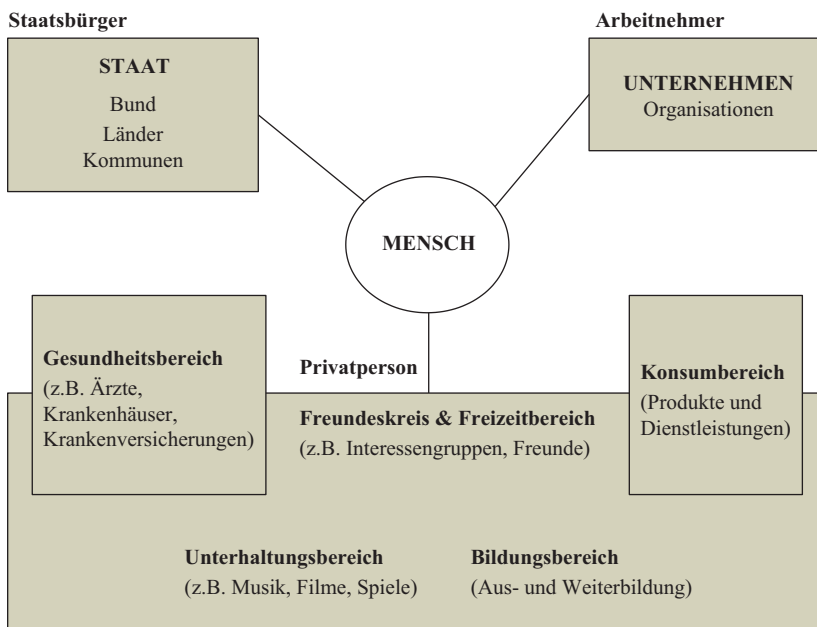 Staatsbürger
Arbeitnehmer
STAAT
Bund
Länder
Kommunen
UNTERNEHMEN
Organisationen
MENSCH
Gesundheitsbereich
(z.B. Ärzte,
Krankenhäuser,
Krankenversicherungen)
Privatperson
Freundeskreis & Freizeitbereich
(z.B. Interessengruppen, Freunde)
Konsumbereich
(Produkte und
Dienstleistungen)
Unterhaltungsbereich
(z.B. Musik, Filme, Spiele)
Bildungsbereich
(Aus- und Weiterbildung)